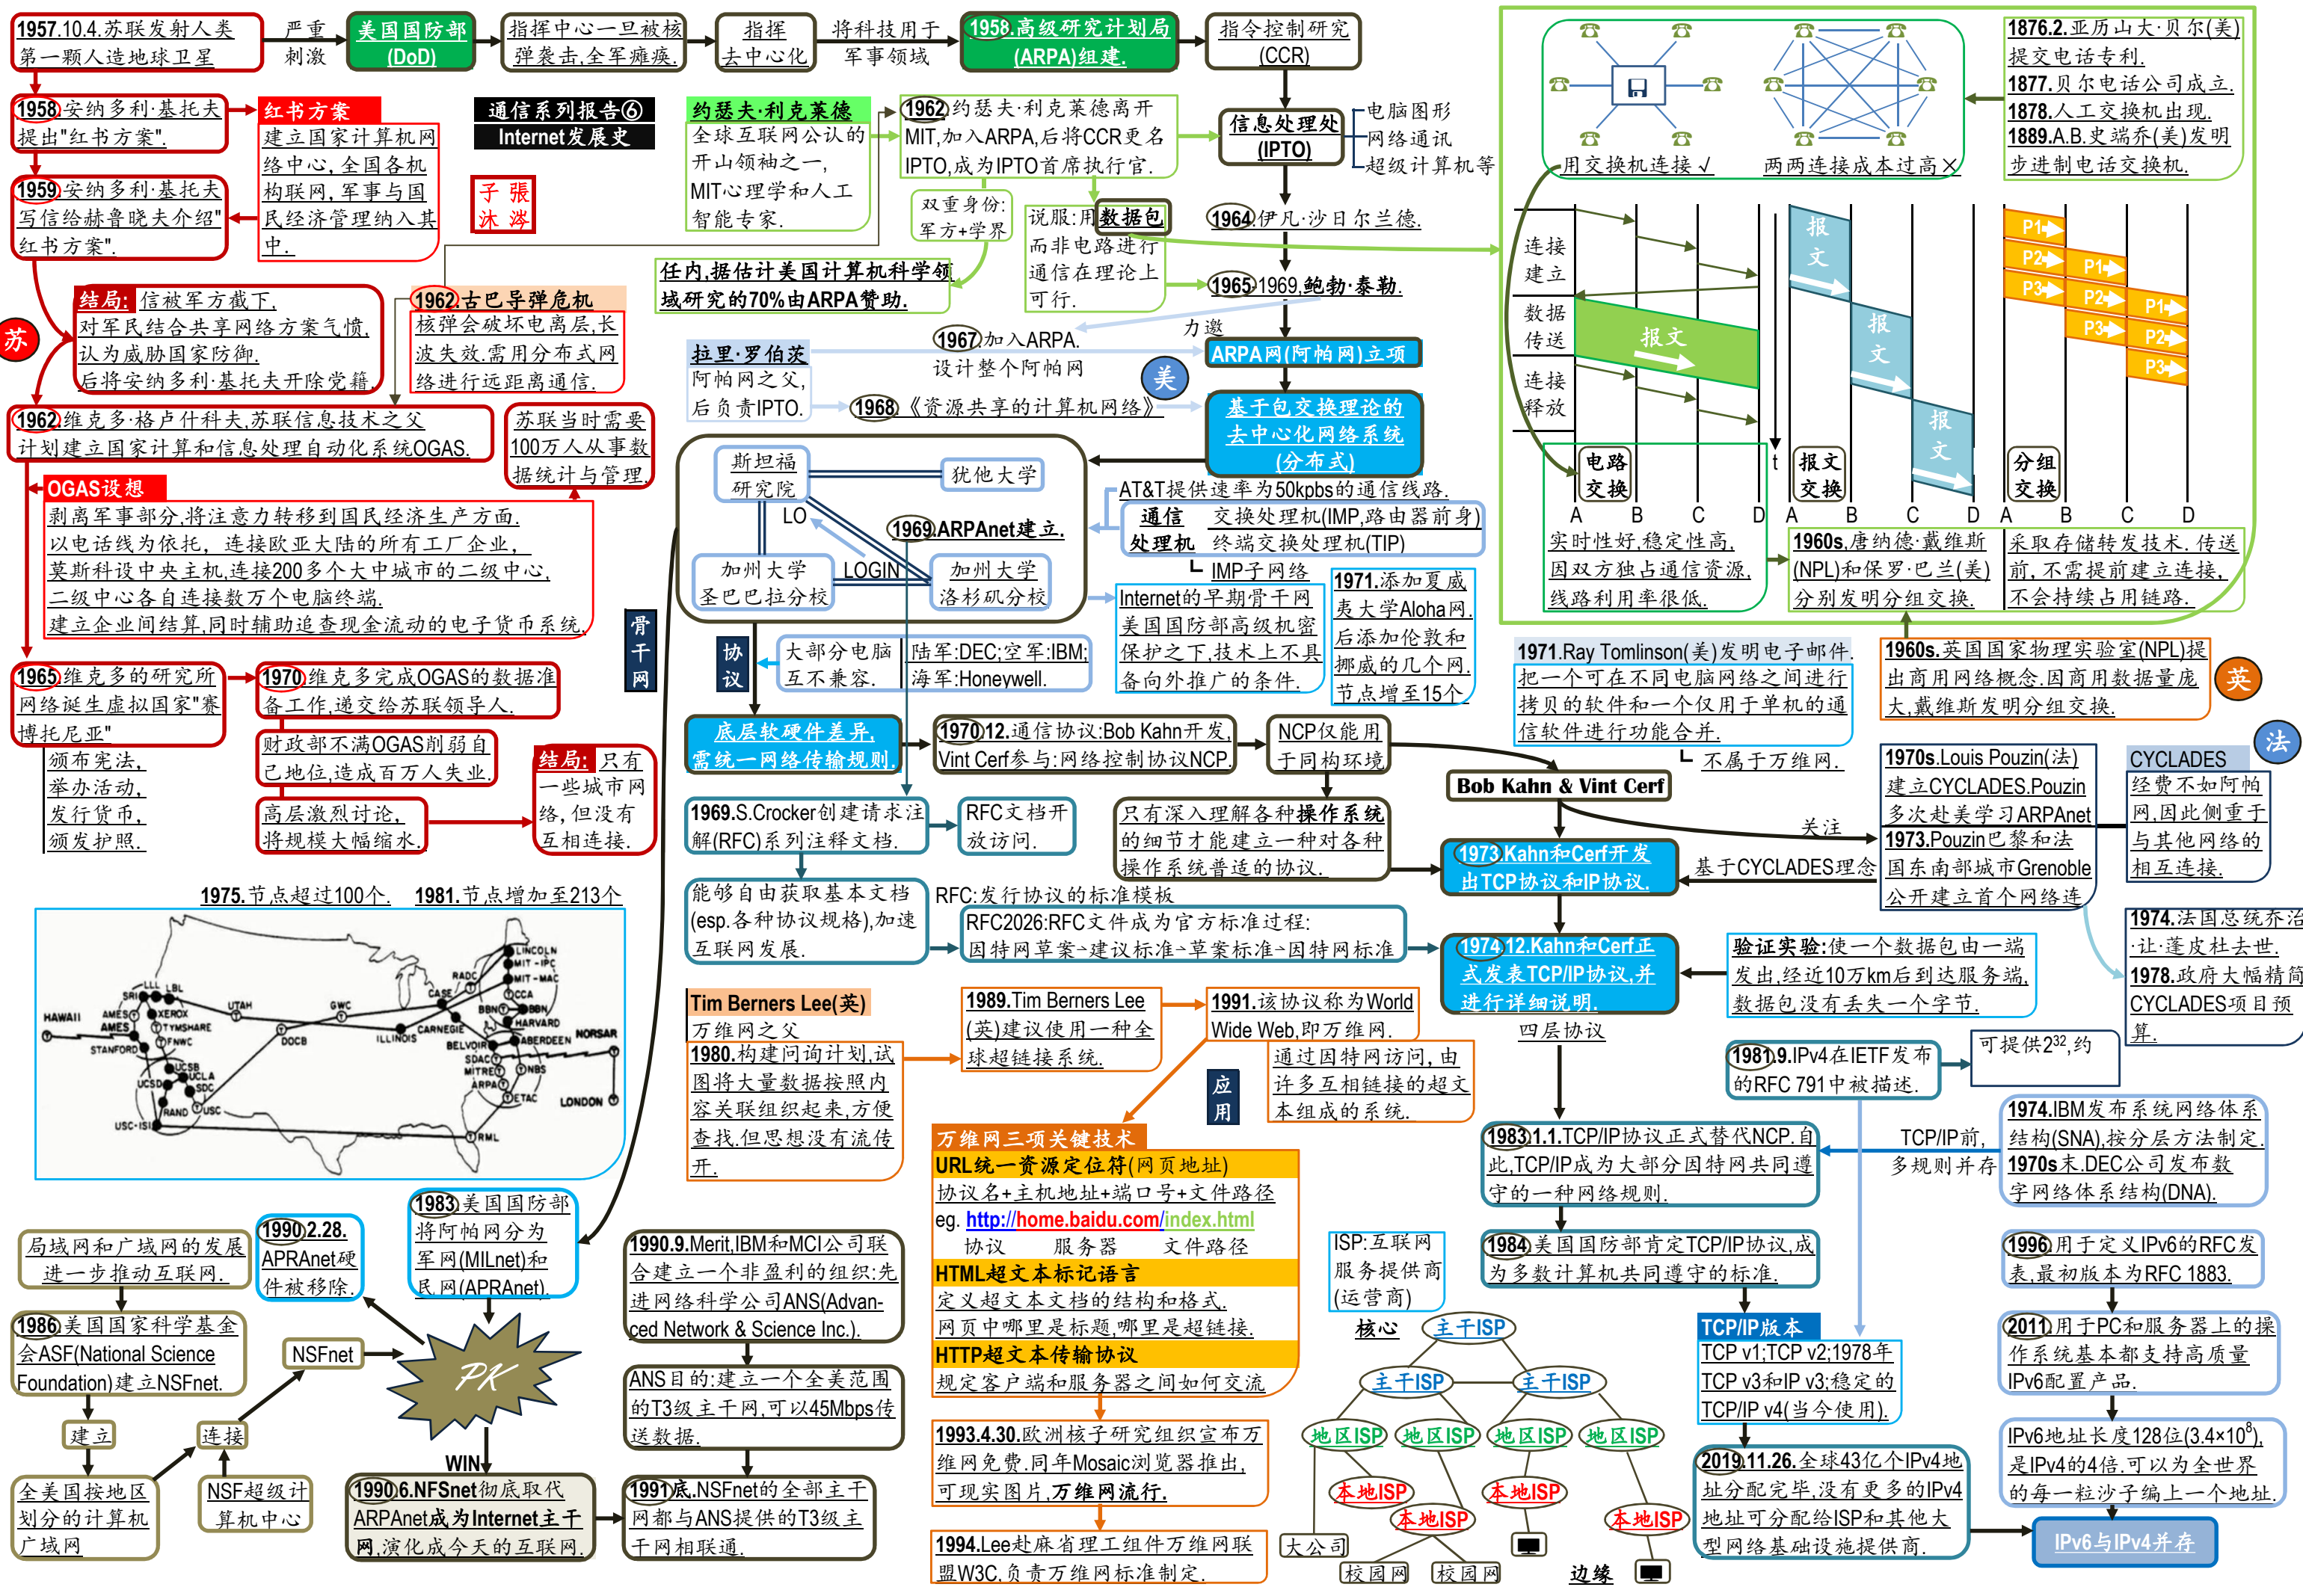 1957.10.4.苏联发射人类
第一颗人造地球卫星
严重
刺激
美国国防部
(DoD)
指挥中心一旦被核
弹袭击,全军瘫痪.
指挥
去中心化
将科技用于
军事领域
1958.高级研究计划局
(ARPA)组建.
指令控制研究
(CCR)
1958.安纳多利·基托夫
提出"红书方案".
红书方案
建立国家计算机网
络中心,全国各机
构联网,军事与国
民经济管理纳入其
中.
1959.安纳多利·基托夫
写信给赫鲁晓夫介绍"
红书方案".
通信系列报告⑥
Internet发展史
子 張
沐 涔
约瑟夫·利克莱德
全球互联网公认的
开山领袖之一,
MIT心理学和人工
智能专家.
1962.约瑟夫·利克莱德离开
MIT,加入ARPA,后将CCR更名
IPTO,成为IPTO首席执行官.
信息处理处
(IPTO)
电脑图形
网络通讯
超级计算机等
双重身份:
军方+学界
说服:用数据包
而非电路进行
通信在理论上
可行.
任内,据估计美国计算机科学领
域研究的70%由ARPA赞助.
1964.伊凡·沙日尔兰德.
1965-1969,鲍勃·泰勒.
力邀
苏
结局: 信被军方截下.
对军民结合共享网络方案气愤,
认为威胁国家防御.
后将安纳多利·基托夫开除党籍.
1962.古巴导弹危机
核弹会破坏电离层,长
波失效.需用分布式网
络进行远距离通信.
拉里·罗伯茨
阿帕网之父,
后负责IPTO.
1967.加入ARPA.
设计整个阿帕网
美
1968.《资源共享的计算机网络》
ARPA网(阿帕网)立项
基于包交换理论的
去中心化网络系统
(分布式)
1962.维克多·格卢什科夫,苏联信息技术之父
计划建立国家计算和信息处理自动化系统OGAS.
苏联当时需要
100万人从事数
据统计与管理.
OGAS设想
剥离军事部分,将注意力转移到国民经济生产方面.
以电话线为依托, 连接欧亚大陆的所有工厂企业,
莫斯科设中央主机,连接200多个大中城市的二级中心,
二级中心各自连接数万个电脑终端.
建立企业间结算,同时辅助追查现金流动的电子货币系统.
1965.维克多的研究所
网络诞生虚拟国家"赛
博托尼亚"
颁布宪法,
举办活动,
发行货币,
颁发护照.
1970.维克多完成OGAS的数据准
备工作,递交给苏联领导人.
财政部不满OGAS削弱自
己地位,造成百万人失业.
高层激烈讨论,
将规模大幅缩水.
结局: 只有
一些城市网
络,但没有
互相连接.
斯坦福
研究院
犹他大学
LO
1969.ARPAnet建立.
加州大学
圣巴巴拉分校
LOGIN
加州大学
洛杉矶分校
AT&T提供速率为50kpbs的通信线路.
通信
处理机
交换处理机(IMP,路由器前身)
终端交换处理机(TIP)
IMP子网络
Internet的早期骨干网
美国国防部高级机密
保护之下,技术上不具
备向外推广的条件.
1971.添加夏威
夷大学Aloha网.
后添加伦敦和
挪威的几个网.
节点增至15个
骨干网
协议
大部分电脑
互不兼容.
陆军:DEC;空军:IBM;
海军:Honeywell.
用交换机连接√
两两连接成本过高×
1876.2.亚历山大·贝尔(美)
提交电话专利.
1877.贝尔电话公司成立.
1878.人工交换机出现.
1889.A.B.史端乔(美)发明
步进制电话交换机.
连接
建立
数据
传送
连接
释放
报文
报文
报文
报文
P1
P2
P3
P1
P2
P3
P1
P2
P3
t
电路
交换
报文
交换
分组
交换
A B C D A B C D A B C D
实时性好,稳定性高,
因双方独占通信资源,
线路利用率很低.
1960s,唐纳德·戴维斯
(NPL)和保罗·巴兰(美)
分别发明分组交换.
采取存储转发技术.传送
前,不需提前建立连接,
不会持续占用链路.
1971.Ray Tomlinson(美)发明电子邮件.
把一个可在不同电脑网络之间进行
拷贝的软件和一个仅用于单机的通
信软件进行功能合并.
不属于万维网.
1960s.英国国家物理实验室(NPL)提
出商用网络概念.因商用数据量庞
大,戴维斯发明分组交换.
英
法
底层软硬件差异,
需统一网络传输规则.
1970.12.通信协议:Bob Kahn开发,
Vint Cerf参与:网络控制协议NCP.
NCP仅能用
于同构环境
Bob Kahn & Vint Cerf
1970s.Louis Pouzin(法)
建立CYCLADES.Pouzin
多次赴美学习ARPAnet
1973.Pouzin巴黎和法
国东南部城市Grenoble
公开建立首个网络连
CYCLADES
经费不如阿帕
网,因此侧重于
与其他网络的
相互连接.
关注
基于CYCLADES理念
1969.S.Crocker创建请求注
解(RFC)系列注释文档.
RFC文档开
放访问.
只有深入理解各种操作系统
的细节才能建立一种对各种
操作系统普适的协议.
1973.Kahn和Cerf开发
出TCP协议和IP协议.
能够自由获取基本文档
(esp.各种协议规格),加速
互联网发展.
RFC:发行协议的标准模板
RFC2026:RFC文件成为官方标准过程:
因特网草案→建议标准→草案标准→因特网标准
1974.12.Kahn和Cerf正
式发表TCP/IP协议,并
进行详细说明.
验证实验:使一个数据包由一端
发出,经近10万km后到达服务端,
数据包没有丢失一个字节.
1974.法国总统乔治
·让·蓬皮杜去世.
1978.政府大幅精简
CYCLADES项目预
算.
四层协议
1975.节点超过100个.
1981.节点增加至213个
LINCOLN
MIT-IPC
MIT-MAC
RADC
CCA
CASE
BBN
BBN
HARVARD
CARNEGIE
BELVOIR
ABERDEEN
SDAC
NORSAR
MITRE
NBS
ARPA
ETAC
LONDON
RML
LLL
LBL
SRI
XEROX
AMES
AMES
TYMSHARE
FNWC
STANFORD
HAWAII
UTAH
GWC
DOCB
ILLINOIS
UCSB
UCLA
UCSD
SDC
RAND
USC
USC-ISI
Tim Berners Lee(英)
万维网之父
1980.构建问询计划,试
图将大量数据按照内
容关联组织起来,方便
查找.但思想没有流传
开.
1989.Tim Berners Lee
(英)建议使用一种全
球超链接系统.
1991.该协议称为World
Wide Web,即万维网.
通过因特网访问,由
许多互相链接的超文
本组成的系统.
应用
万维网三项关键技术
URL统一资源定位符(网页地址)
协议名+主机地址+端口号+文件路径
eg. http://home.baidu.com/index.html
协议 服务器 文件路径
HTML超文本标记语言
定义超文本文档的结构和格式.
网页中哪里是标题,哪里是超链接.
HTTP超文本传输协议
规定客户端和服务器之间如何交流
1993.4.30.欧洲核子研究组织宣布万
维网免费.同年Mosaic浏览器推出,
可现实图片,万维网流行.
1994.Lee赴麻省理工组件万维网联
盟W3C,负责万维网标准制定.
1981.9.IPv4在IETF发布
的RFC 791中被描述.
可提供2³²,约
1983.1.1.TCP/IP协议正式替代NCP.自
此,TCP/IP成为大部分因特网共同遵
守的一种网络规则.
TCP/IP前,
多规则并存
1974.IBM发布系统网络体系
结构(SNA),按分层方法制定.
1970s末.DEC公司发布数
字网络体系结构(DNA).
1984.美国国防部肯定TCP/IP协议,成
为多数计算机共同遵守的标准.
1996.用于定义IPv6的RFC发
表,最初版本为RFC 1883.
TCP/IP版本
TCP v1;TCP v2;1978年
TCP v3和IP v3;稳定的
TCP/IP v4(当今使用).
2011.用于PC和服务器上的操
作系统基本都支持高质量
IPv6配置产品.
2019.11.26.全球43亿个IPv4地
址分配完毕,没有更多的IPv4
地址可分配给ISP和其他大
型网络基础设施提供商.
IPv6地址长度128位(3.4×10⁸),
是IPv4的4倍.可以为全世界
的每一粒沙子编上一个地址.
IPv6与IPv4并存
ISP:互联网
服务提供商
(运营商)
核心
主干ISP
主干ISP
主干ISP
地区ISP
地区ISP
地区ISP
地区ISP
本地ISP
本地ISP
本地ISP
本地ISP
大公司
校园网
校园网
边缘
局域网和广域网的发展
进一步推动互联网.
1986.美国国家科学基金
会ASF(National Science
Foundation)建立NSFnet.
建立
全美国按地区
划分的计算机
广域网
连接
NSF超级计
算机中心
NSFnet
1990.2.28.
APRAnet硬
件被移除.
1983.美国国防部
将阿帕网分为
军网(MILnet)和
民网(APRAnet).
PK
WIN
1990.6.NFSnet彻底取代
ARPAnet成为Internet主干
网,演化成今天的互联网.
1990.9.Merit,IBM和MCI公司联
合建立一个非盈利的组织:先
进网络科学公司ANS(Advan-
ced Network & Science Inc.).
ANS目的:建立一个全美范围
的T3级主干网,可以45Mbps传
送数据.
1991底.NSFnet的全部主干
网都与ANS提供的T3级主
干网相联通.